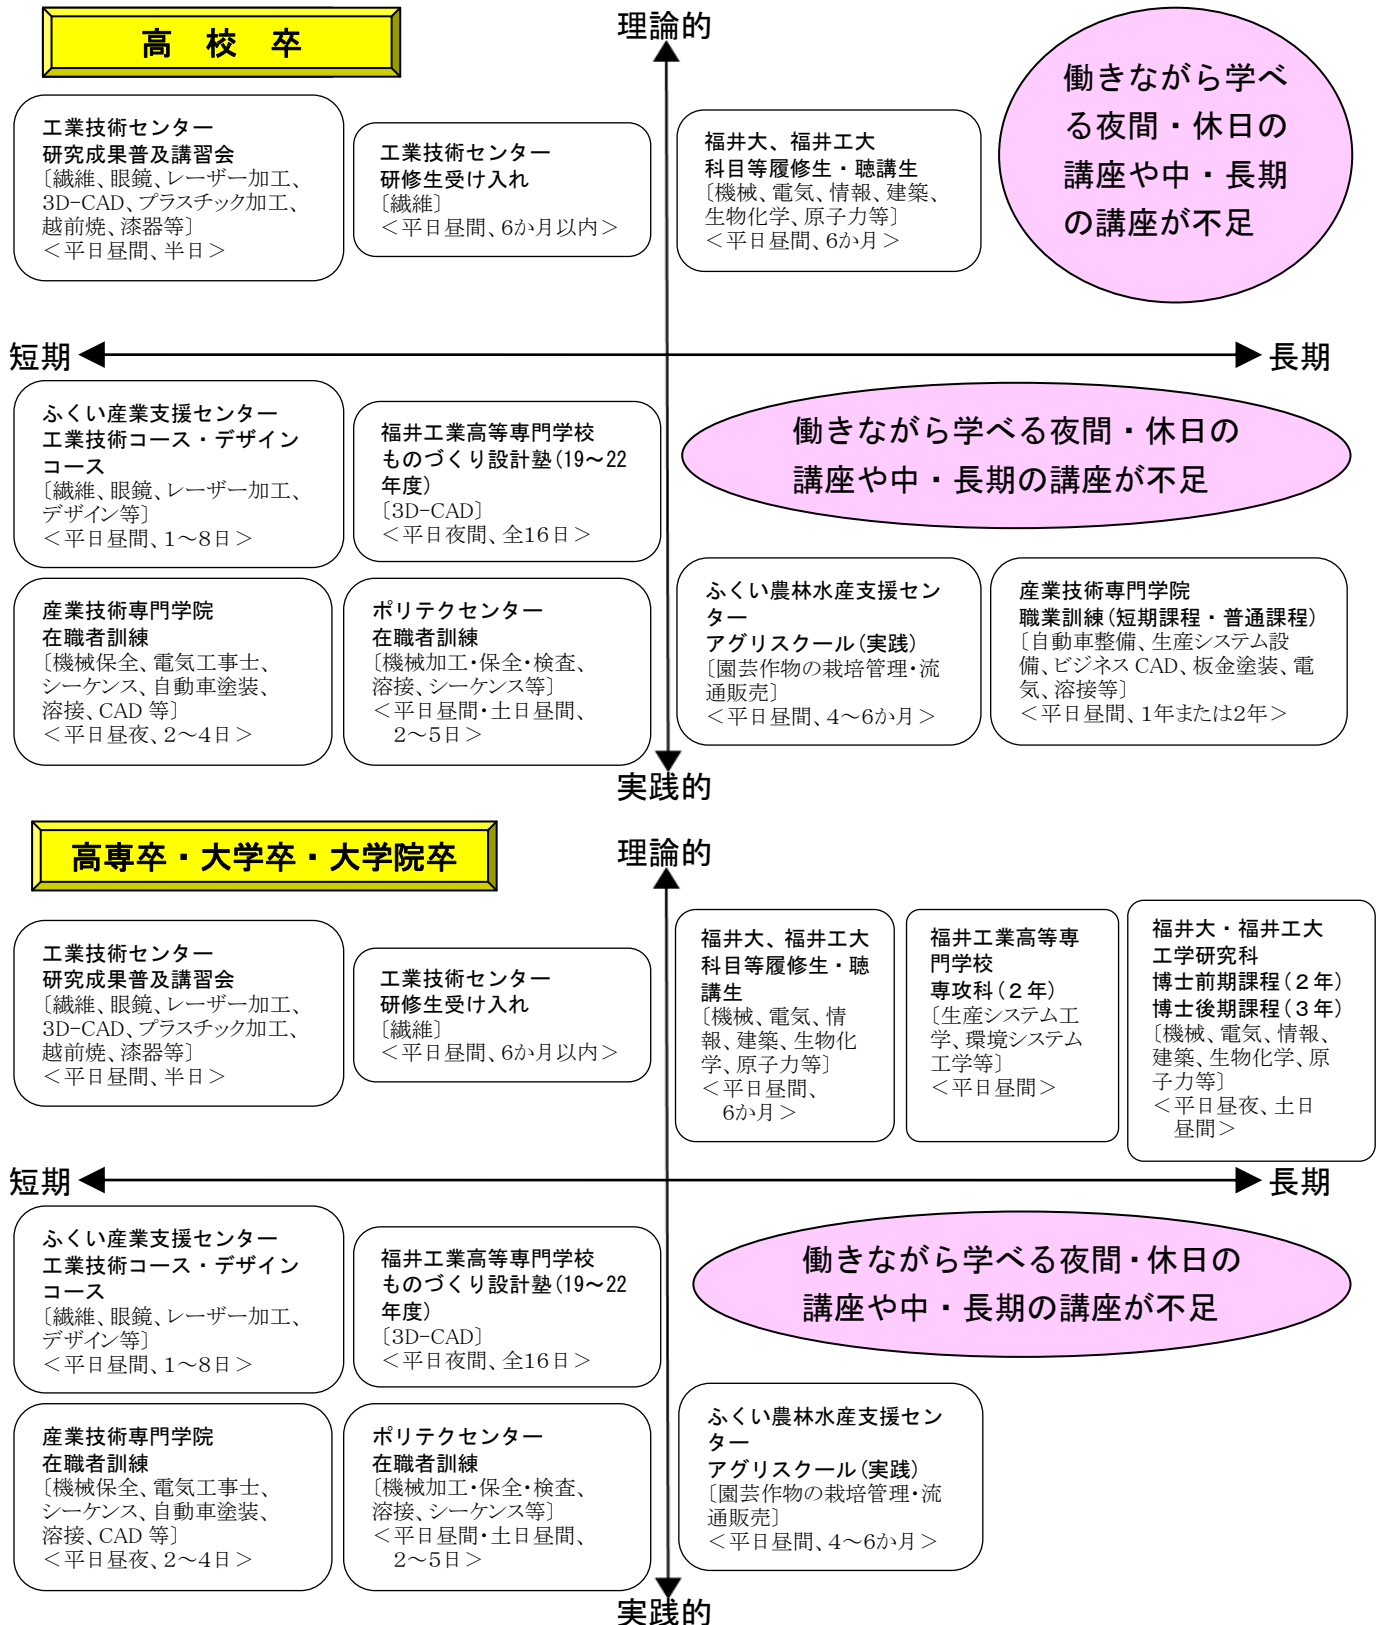 高校卒
理論的
工業技術センター
研究成果普及講習会
〔繊維、眼鏡、レーザー加工、
3D-CAD、プラスチック加工、
越前焼、漆器等〕
＜平日昼間、半日＞
工業技術センター
研修生受け入れ
〔繊維〕
＜平日昼間、6か月以内＞
福井大、福井工大
科目等履修生・聴講生
〔機械、電気、情報、建築、
生物化学、原子力等〕
＜平日昼間、6か月＞
働きながら学べ
る夜間・休日の
講座や中・長期
の講座が不足
短期
長期
ふくい産業支援センター
工業技術コース・デザイン
コース
〔繊維、眼鏡、レーザー加工、
デザイン等〕
＜平日昼間、1～8日＞
福井工業高等専門学校
ものづくり設計塾(19～22
年度)
〔3D-CAD〕
＜平日夜間、全16日＞
働きながら学べる夜間・休日の
講座や中・長期の講座が不足
産業技術専門学院
在職者訓練
〔機械保全、電気工事士、
シーケンス、自動車塗装、
溶接、CAD 等〕
＜平日昼夜、2～4日＞
ポリテクセンター
在職者訓練
〔機械加工・保全・検査、
溶接、シーケンス等〕
＜平日昼間・土日昼間、
2～5日＞
ふくい農林水産支援セン
ター
アグリスクール(実践)
〔園芸作物の栽培管理・流
通販売〕
＜平日昼間、4～6か月＞
産業技術専門学院
職業訓練(短期課程・普通課程)
〔自動車整備、生産システム設
備、ビジネス CAD、板金塗装、電
気、溶接等〕
＜平日昼間、1年または2年＞
実践的
高専卒・大学卒・大学院卒
理論的
工業技術センター
研究成果普及講習会
〔繊維、眼鏡、レーザー加工、
3D-CAD、プラスチック加工、
越前焼、漆器等〕
＜平日昼間、半日＞
工業技術センター
研修生受け入れ
〔繊維〕
＜平日昼間、6か月以内＞
福井大、福井工大
科目等履修生・聴
講生
〔機械、電気、情
報、建築、生物化
学、原子力等〕
＜平日昼間、
6か月＞
福井工業高等専
門学校
専攻科(２年)
〔生産システム工
学、環境システム
工学等〕
＜平日昼間＞
福井大・福井工大
工学研究科
博士前期課程(２年)
博士後期課程(３年)
〔機械、電気、情報、
建築、生物化学、原
子力等〕
＜平日昼夜、土日
昼間＞
短期
長期
ふくい産業支援センター
工業技術コース・デザイン
コース
〔繊維、眼鏡、レーザー加工、
デザイン等〕
＜平日昼間、1～8日＞
福井工業高等専門学校
ものづくり設計塾(19～22
年度)
〔3D-CAD〕
＜平日夜間、全16日＞
働きながら学べる夜間・休日の
講座や中・長期の講座が不足
産業技術専門学院
在職者訓練
〔機械保全、電気工事士、
シーケンス、自動車塗装、
溶接、CAD 等〕
＜平日昼夜、2～4日＞
ポリテクセンター
在職者訓練
〔機械加工・保全・検査、
溶接、シーケンス等〕
＜平日昼間・土日昼間、
2～5日＞
ふくい農林水産支援セン
ター
アグリスクール(実践)
〔園芸作物の栽培管理・流
通販売〕
＜平日昼間、4～6か月＞
実践的